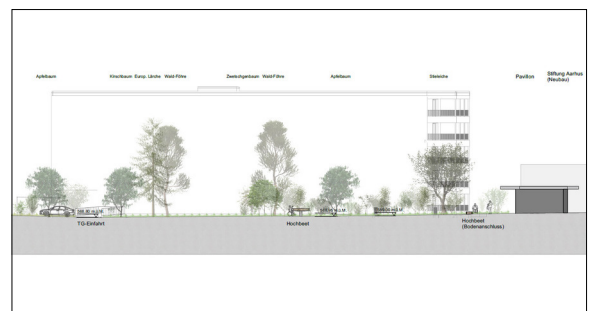 Apfelbaum Kirschbaum Europ. Lärche Wald-Föhre Zwetschgenbaum Wald-Föhre Apfelbaum Stieleiche Pavillon Stiftung Aarhus
(Neubau)
TG-Einfahrt Hochbeet Hochbeet
(Bodenanschluss)